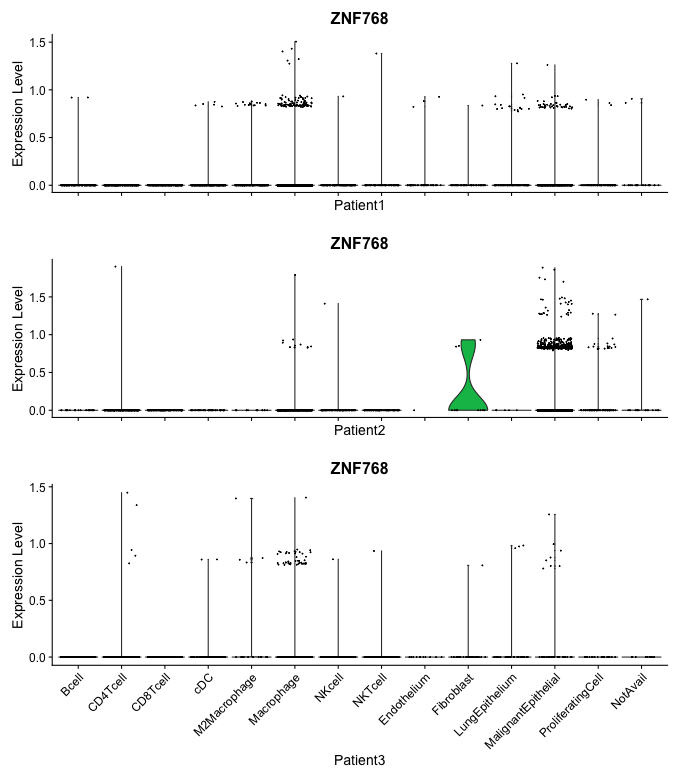 ZNF768
Expression Level
1.5
1.0
0.5
0.0
Patient1
ZNF768
Expression Level
1.5
1.0
0.5
0.0
Patient2
ZNF768
Expression Level
1.5
1.0
0.5
0.0
Bcell
CD4Tcell
CD8Tcell
cDC
M2Macrophage
Macrophage
NKcell
NKTcell
Endothelium
Fibroblast
LungEpithelium
MalignantEpithelial
ProliferatingCell
NotAvail
Patient3